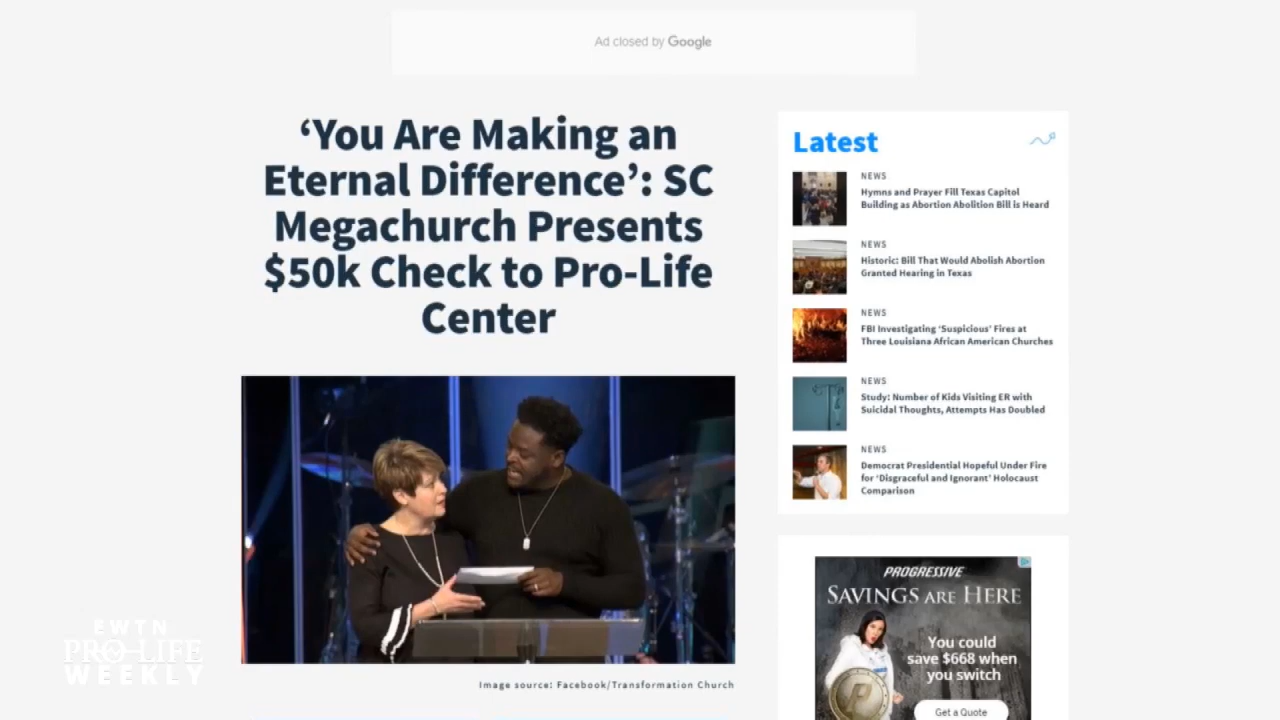 Ad closed by Google
‘You Are Making an
Eternal Difference’: SC
Megachurch Presents
$50k Check to Pro-Life
Center
Image source: Facebook/Transformation Church
Latest
NEWS
Hymns and Prayer Fill Texas Capitol
Building as Abortion Abolition Bill is Heard
NEWS
Historic: Bill That Would Abolish Abortion
Granted Hearing in Texas
NEWS
FBI Investigating ‘Suspicious’ Fires at
Three Louisiana African American Churches
NEWS
Study: Number of Kids Visiting ER with
Suicidal Thoughts, Attempts Has Doubled
NEWS
Democrat Presidential Hopeful Under Fire
for ‘Disgraceful and Ignorant’ Holocaust
Comparison
PROGRESSIVE
SAVINGS ARE HERE
You could
save $668 when
you switch
Get a Quote
P
EWTN
PRO-LIFE
WEEKLY